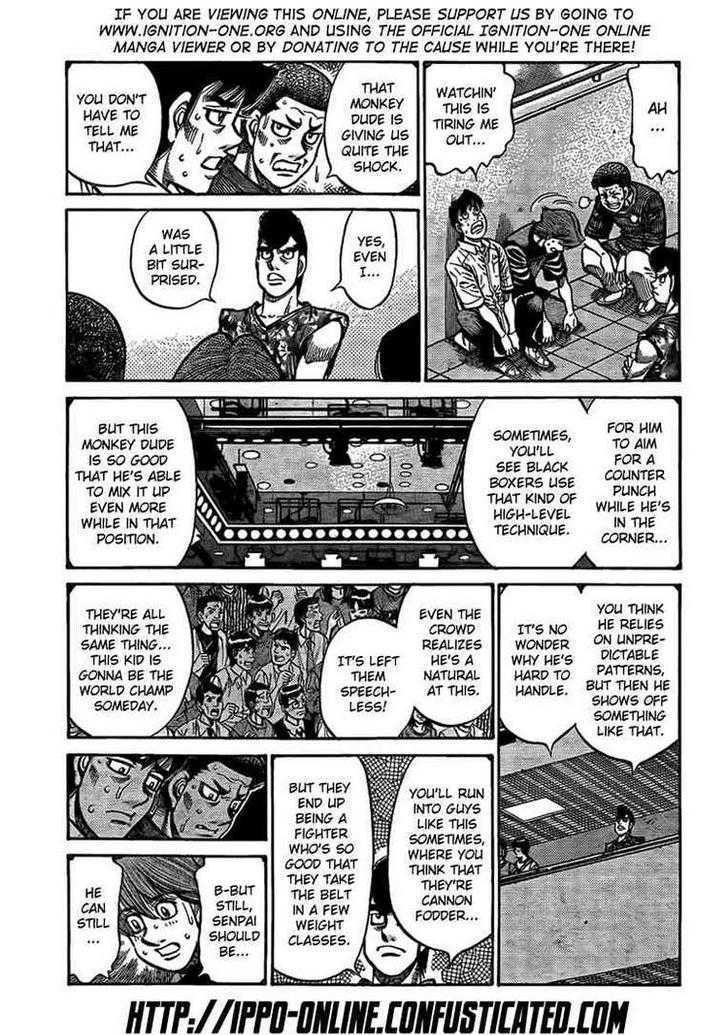 IF YOU ARE VIEWING THIS ONLINE, PLEASE SUPPORT US BY GOING TO
WWW.IGNITION-ONE.ORG AND USING THE OFFICIAL IGNITION-ONE ONLINE
MANGA VIEWER OR BY DONATING TO THE CAUSE WHILE YOU'RE THERE!
AH
...
WATCHIN'
THIS IS
TIRING ME
OUT...
THAT
MONKEY
DUDE IS
GIVING US
QUITE THE
SHOCK.
YOU DON'T
HAVE TO
TELL ME
THAT...
YES,
EVEN
I...
WAS
A LITTLE
BIT SUR-
PRISED.
FOR HIM
TO AIM
FOR A
COUNTER
PUNCH
WHILE HE'S
IN THE
CORNER...
SOMETIMES,
YOU'LL
SEE BLACK
BOXERS USE
THAT KIND OF
HIGH-LEVEL
TECHNIQUE.
BUT THIS
MONKEY DUDE
IS SO GOOD
THAT HE'S ABLE
TO MIX IT UP
EVEN MORE
WHILE IN THAT
POSITION.
YOU THINK
HE RELIES
ON UNPRE-
DICTABLE
PATTERNS,
BUT THEN HE
SHOWS OFF
SOMETHING
LIKE THAT.
IT'S NO
WONDER
WHY HE'S
HARD TO
HANDLE.
EVEN THE
CROWD
REALIZES
HE'S A
NATURAL
AT THIS.
IT'S LEFT
THEM
SPEECH-
LESS!
THEY'RE ALL
THINKING THE
SAME THING...
THIS KID IS
GONNA BE THE
WORLD CHAMP
SOMEDAY.
YOU'LL RUN
INTO GUYS
LIKE THIS
SOMETIMES,
WHERE YOU
THINK THAT
THEY'RE
CANNON
FODDER...
BUT THEY
END UP
BEING A
FIGHTER
WHO'S SO
GOOD THAT
THEY TAKE
THE BELT
IN A FEW
WEIGHT
CLASSES.
B-BUT
STILL,
SENPAI
SHOULD
BE...
HE
CAN
STILL
...
HTTP://IPPO-ONLINE.CONFUSTICATED.COM